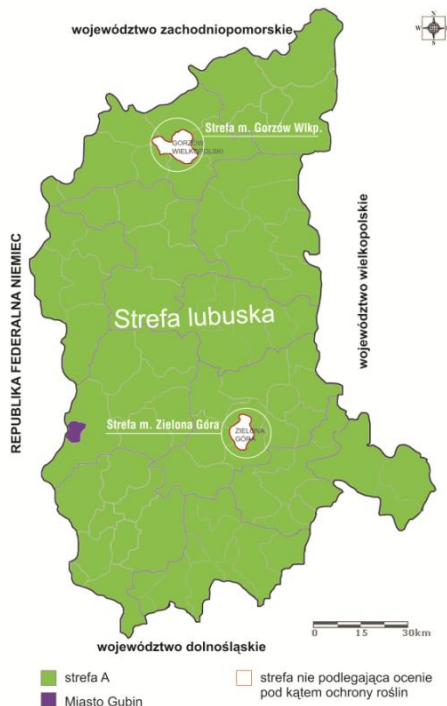 województwo zachodniopomorskie
N
W
S
Strefa m. Gorzów Wlkp.
GORZÓW
WIELKOPOLSKI
REPUBLIKA FEDERALNA NIEMIEC
województwo wielkopolskie
Strefa lubuska
Strefa m. Zielona Góra
ZIELONA
GÓRA
0 15 30km
województwo dolnośląskie
strefa A
Miasto Gubin
strefa nie podlegająca ocenie
pod kątem ochrony roślin